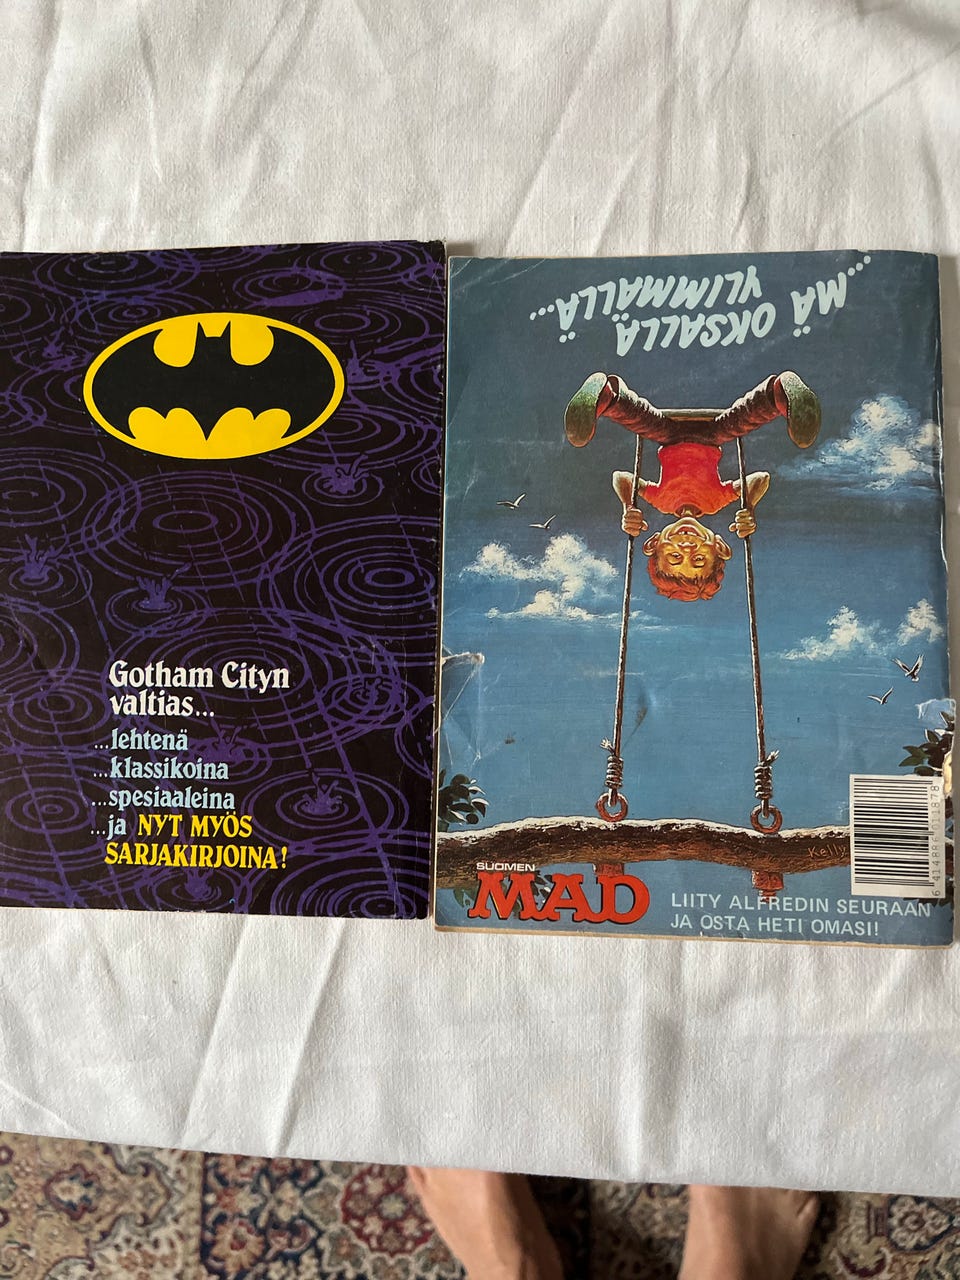 Gotham Cityn
valtias...
...lehtenä
...klassikoina
...spesiaaleina
...ja NYT MYÖS
SARJAKIRJOINA!
...MÄ OKSALLA
YLIMMÄLLÄ...
Kelly
SUOMEN
MAD
LIITY ALFREDIN SEURAAN
JA OSTA HETI OMASI!